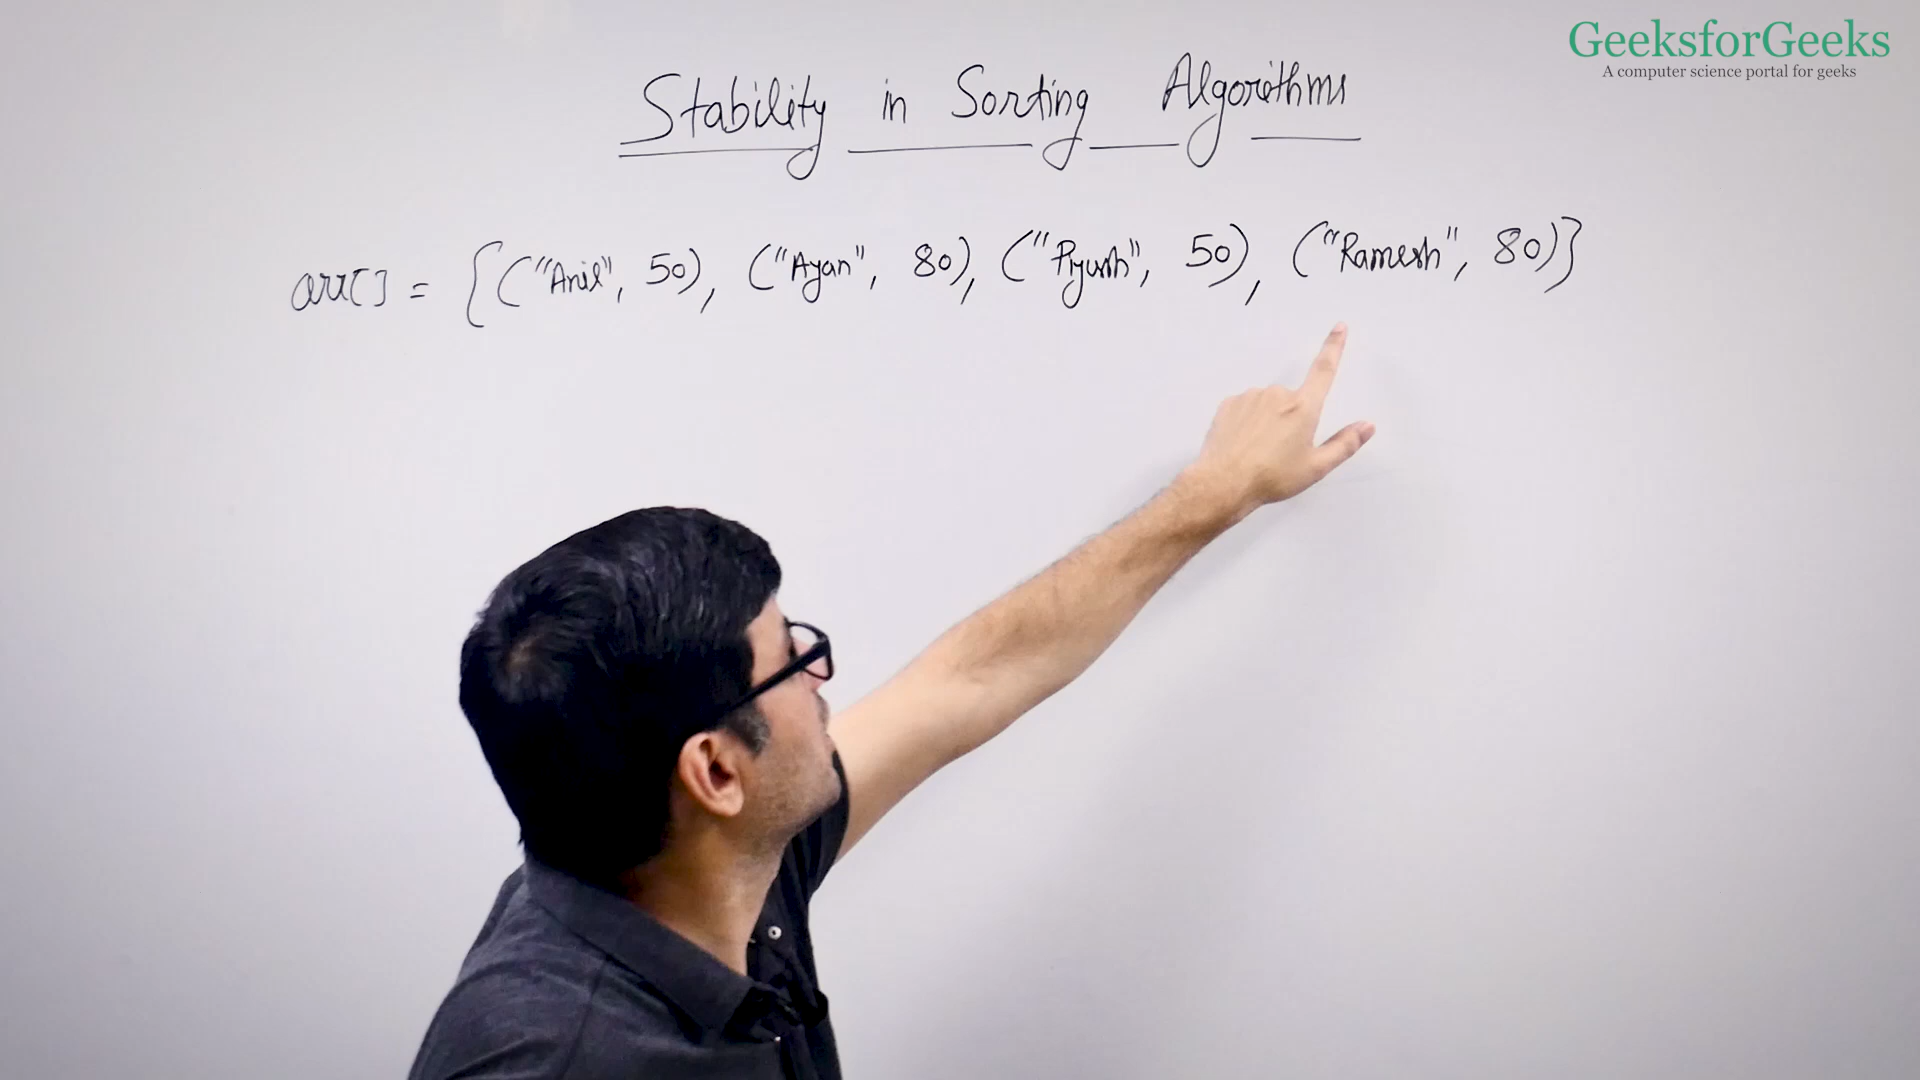 GeeksforGeeks
A computer science portal for geeks
Stability in Sorting Algorithms
arr[] = {("Anil", 50), ("Ayan", 80), ("Piyush", 50), ("Ramesh", 80)}